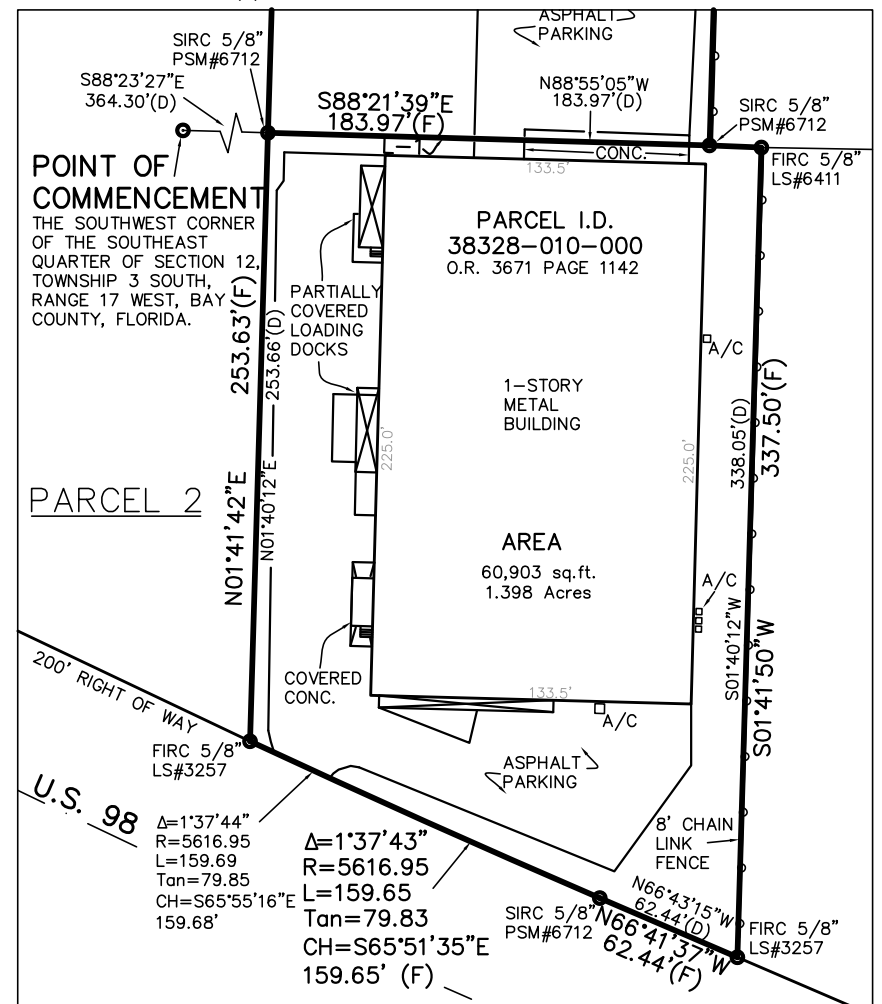 ASPHALT
PARKING
SIRC 5/8"
PSM#6712
S88°23'27"E
364.30'(D)
S88°21'39"E
183.97'(F)
N88°55'05"W
183.97'(D)
SIRC 5/8"
PSM#6712
CONC.
FIRC 5/8"
LS#6411
133.5'
POINT OF
COMMENCEMENT
THE SOUTHWEST CORNER
OF THE SOUTHEAST
QUARTER OF SECTION 12,
TOWNSHIP 3 SOUTH,
RANGE 17 WEST, BAY
COUNTY, FLORIDA.
PARCEL I.D.
38328-010-000
O.R. 3671 PAGE 1142
253.63'(F)
253.66'(D)
PARTIALLY
COVERED
LOADING
DOCKS
A/C
1-STORY
METAL
BUILDING
338.05'(D)
337.50'(F)
225.0'
225.0'
PARCEL 2
N01°41'42"E
N01°40'12"E
AREA
60,903 sq.ft.
1.398 Acres
A/C
S01°40'12"W
S01°41'50"W
200' RIGHT OF WAY
COVERED
CONC.
133.5'
A/C
FIRC 5/8"
LS#3257
ASPHALT
PARKING
U.S. 98
Δ=1°37'44"
R=5616.95
L=159.69
Tan=79.85
CH=S65°55'16"E
159.68'
Δ=1°37'43"
R=5616.95
L=159.65
Tan=79.83
CH=S65°51'35"E
159.65' (F)
8' CHAIN
LINK
FENCE
SIRC 5/8"
PSM#6712
N66°43'15"W
62.44'(D)
N66°41'37"W
62.44'(F)
FIRC 5/8"
LS#3257